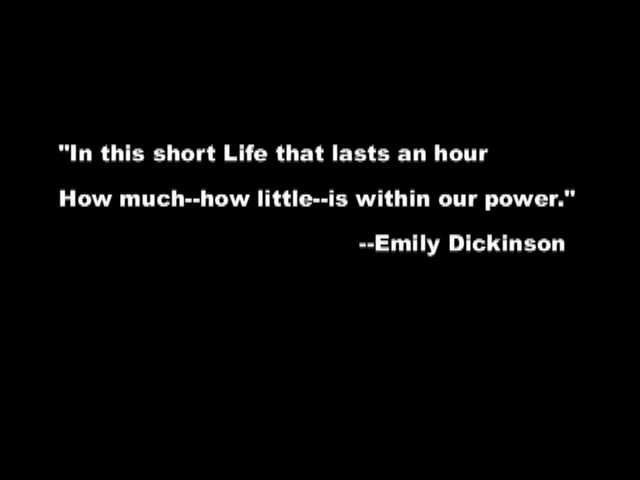 "In this short Life that lasts an hour
How much--how little--is within our power."
--Emily Dickinson